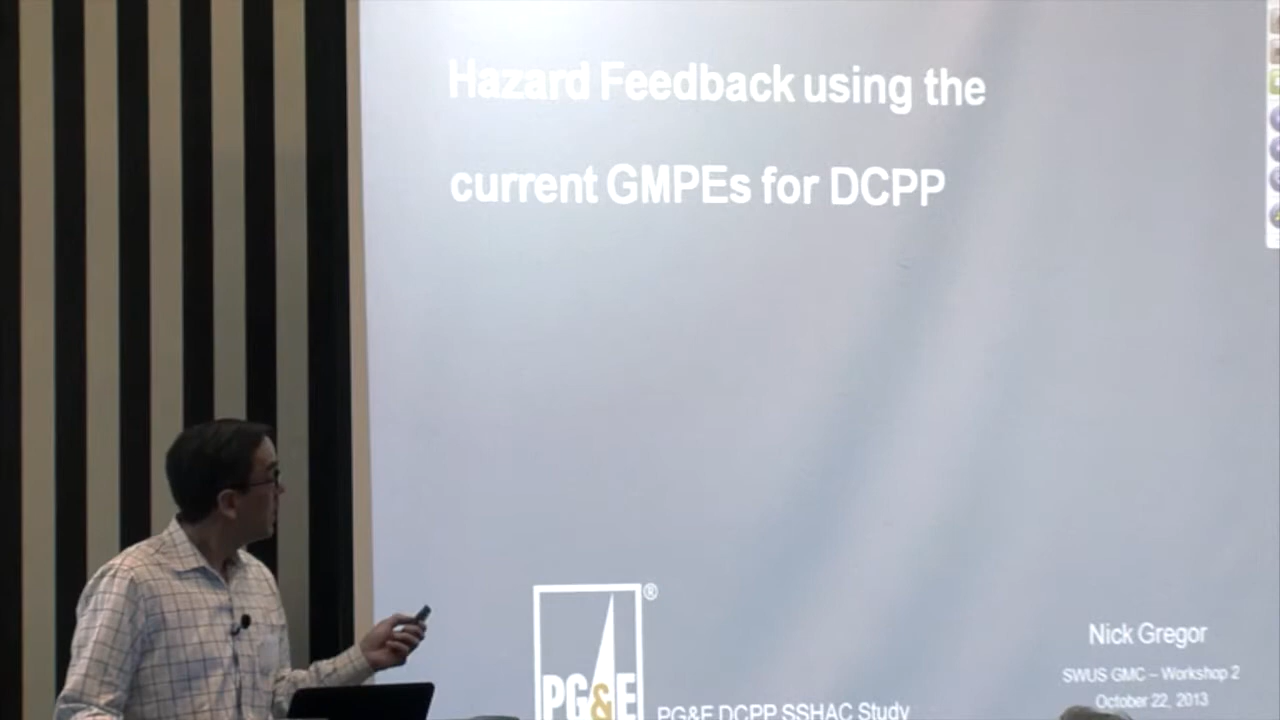 Hazard Feedback using the
current GMPEs for DCPP
Nick Gregor
SWUS GMC – Workshop 2
October 22, 2013
®
PG&E
PG&E DCPP SSHAC Study